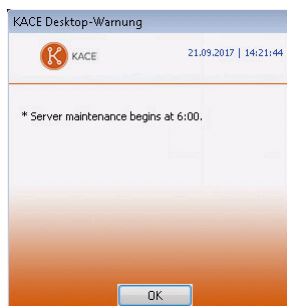 KACE Desktop-Warnung
KACE
21.09.2017 | 14:21:44
* Server maintenance begins at 6:00.
OK